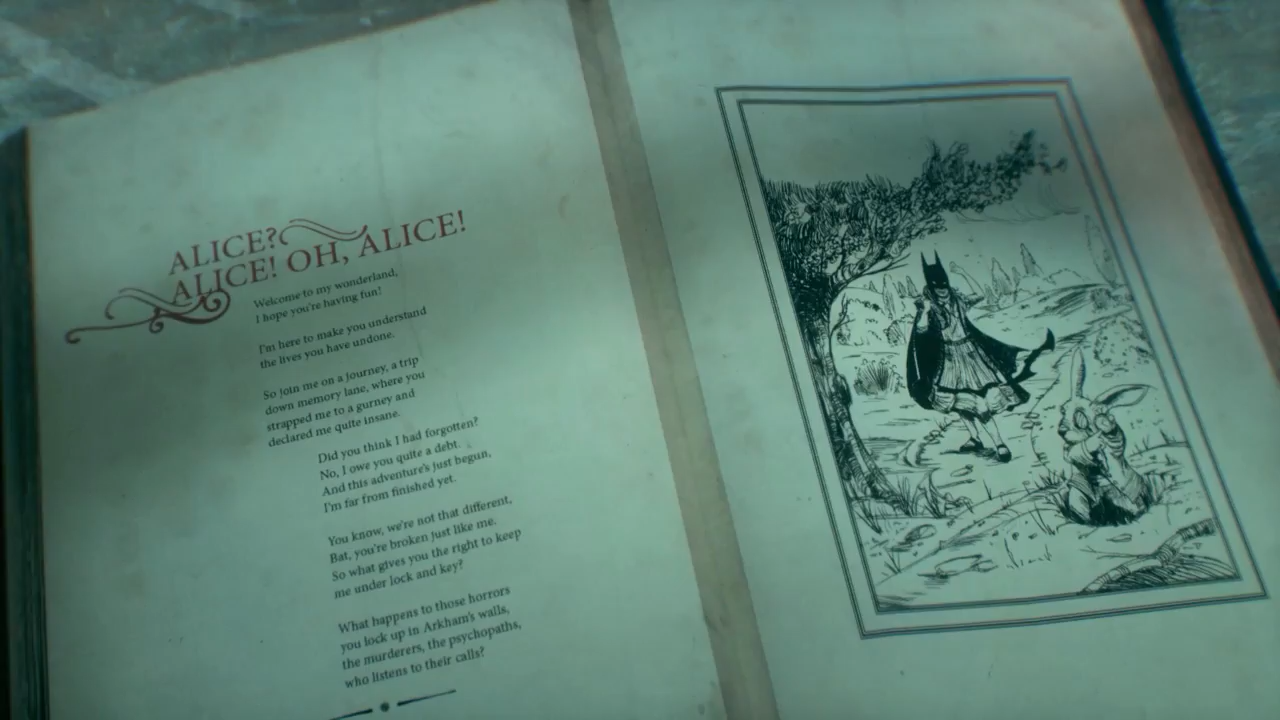 ALICE?
ALICE! OH, ALICE!
Welcome to my wonderland,
I hope you're having fun!
I'm here to make you understand
the lives you have undone.
So join me on a journey, a trip
down memory lane, where you
strapped me to a gurney and
declared me quite insane.
Did you think I had forgotten?
No, I owe you quite a debt.
And this adventure's just begun,
I'm far from finished yet.
You know, we're not that different,
Bat, you're broken just like me.
So what gives you the right to keep
me under lock and key?
What happens to those horrors
you lock up in Arkham's walls,
the murderers, the psychopaths,
who listens to their calls?